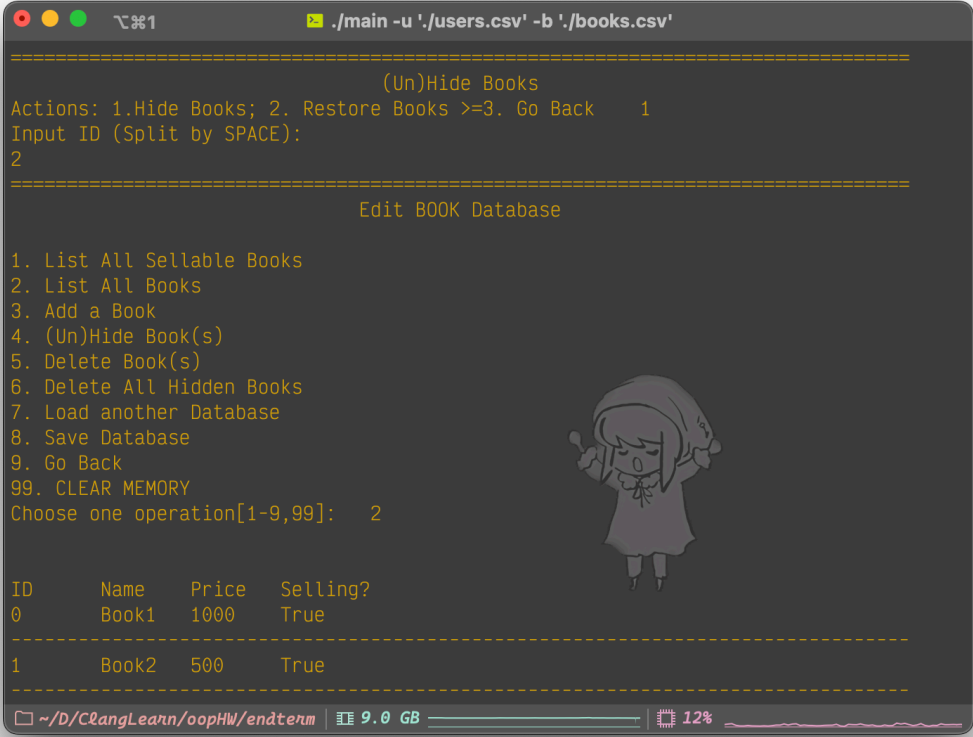 ⌥⌘1 ./main -u './users.csv' -b './books.csv'
================================================================================
(Un)Hide Books
Actions: 1.Hide Books; 2. Restore Books >=3. Go Back    1
Input ID (Split by SPACE):
2
================================================================================
Edit BOOK Database
1. List All Sellable Books
2. List All Books
3. Add a Book
4. (Un)Hide Book(s)
5. Delete Book(s)
6. Delete All Hidden Books
7. Load another Database
8. Save Database
9. Go Back
99. CLEAR MEMORY
Choose one operation[1-9,99]:   2
ID      Name    Price   Selling?
0       Book1   1000    True
--------------------------------------------------------------------------------
1       Book2   500     True
--------------------------------------------------------------------------------
~/D/ClangLearn/oopHW/endterm 9.0 GB 12%